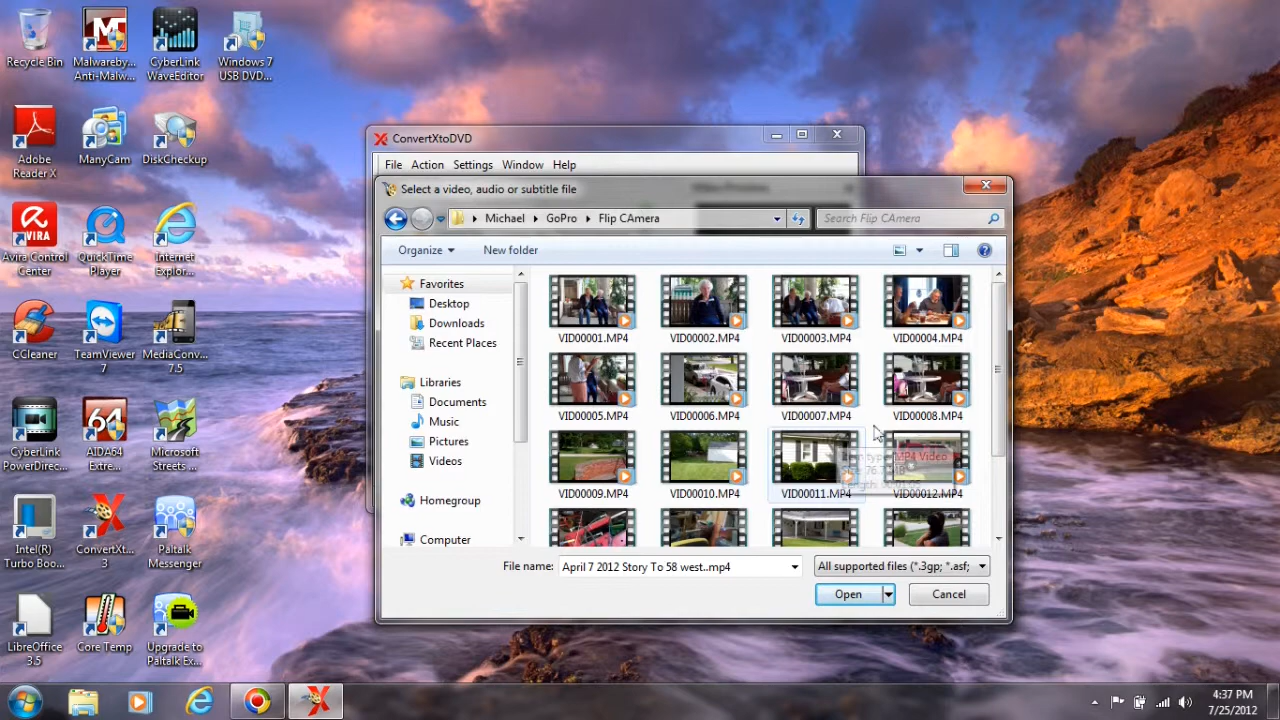 Recycle Bin
Malwareby...
Anti-Malw...
CyberLink
WaveEditor
Windows 7
USB DVD...
Adobe
Reader X
ManyCam
DiskCheckup
AVIRA
Avira Control
Center
QuickTime
Player
Internet
Explor...
CCleaner
TeamViewer
7
MediaConv...
7.5
CyberLink
PowerDirec...
64
AIDA64
Extre...
Microsoft
Streets ...
Intel(R)
Turbo Boo...
ConvertXt...
3
Paltalk
Messenger
LibreOffice
3.5
Core Temp
Upgrade to
Paltalk Ex...
ConvertXtoDVD
File Action Settings Window Help
Select a video, audio or subtitle file
Michael GoPro Flip CAmera
Search Flip CAmera
Organize New folder
Favorites
Desktop
Downloads
Recent Places
Libraries
Documents
Music
Pictures
Videos
Homegroup
Computer
VID00001.MP4 VID00002.MP4 VID00003.MP4 VID00004.MP4
VID00005.MP4 VID00006.MP4 VID00007.MP4 VID00008.MP4
Item type: MP4 Video
VID00009.MP4 VID00010.MP4 VID00011.MP4 VID00012.MP4
File name: April 7 2012 Story To 58 west..mp4 All supported files (*.3gp; *.asf;
Open Cancel
4:37 PM
7/25/2012